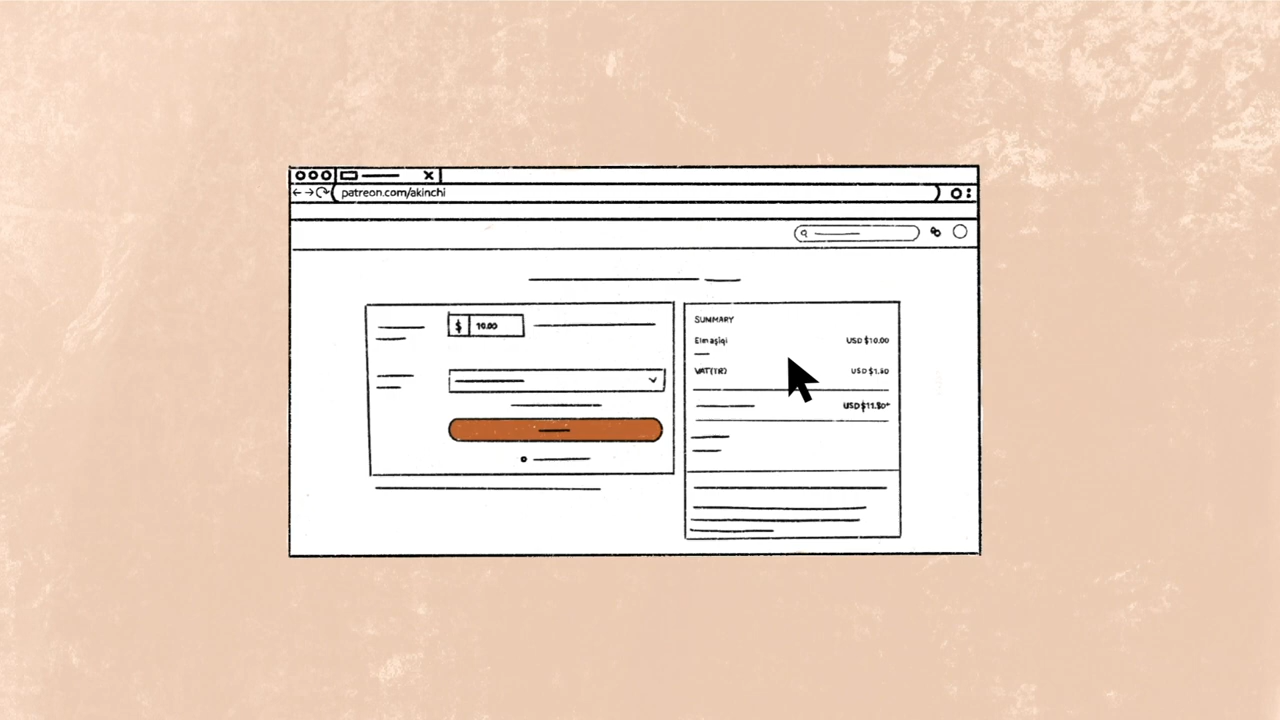 patreon.com/akinchi
$ 10.00
SUMMARY
Elmaşiqi USD $10.00
VAT(TR) USD $1.80
USD $11.80*